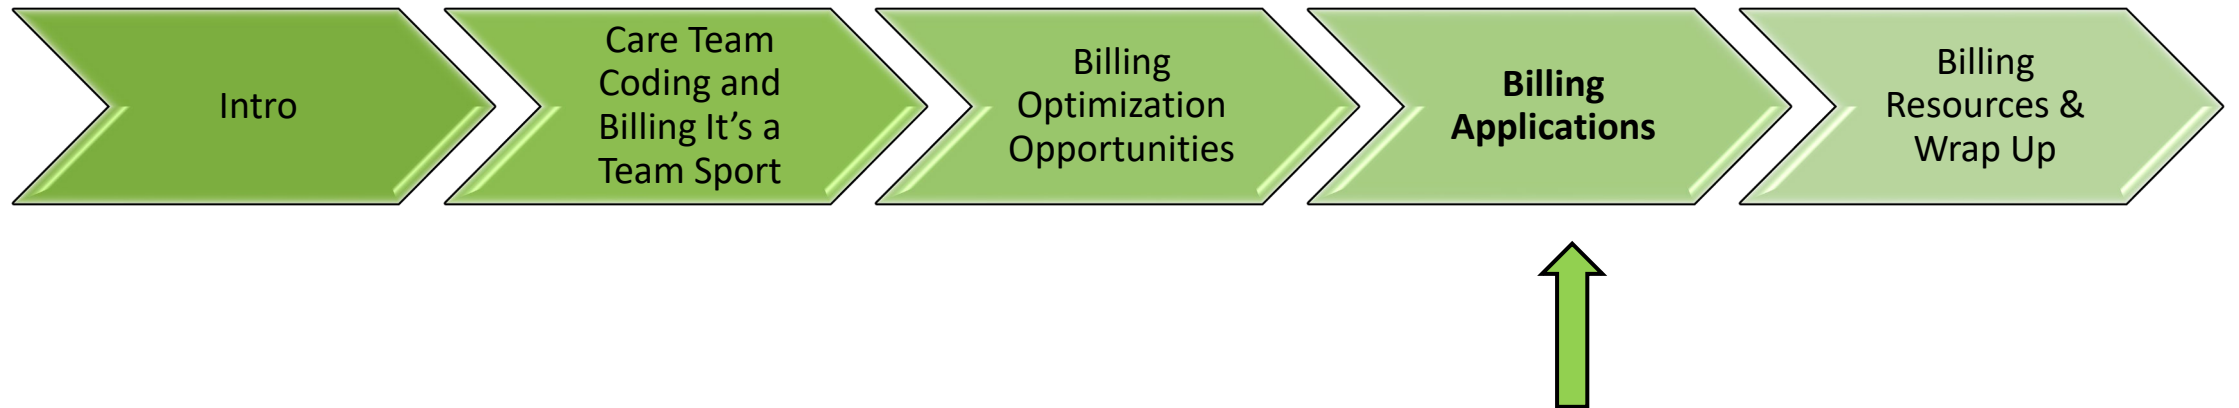 Intro
Care Team
Coding and
Billing It’s a
Team Sport
Billing
Optimization
Opportunities
Billing
Applications
Billing
Resources &
Wrap Up